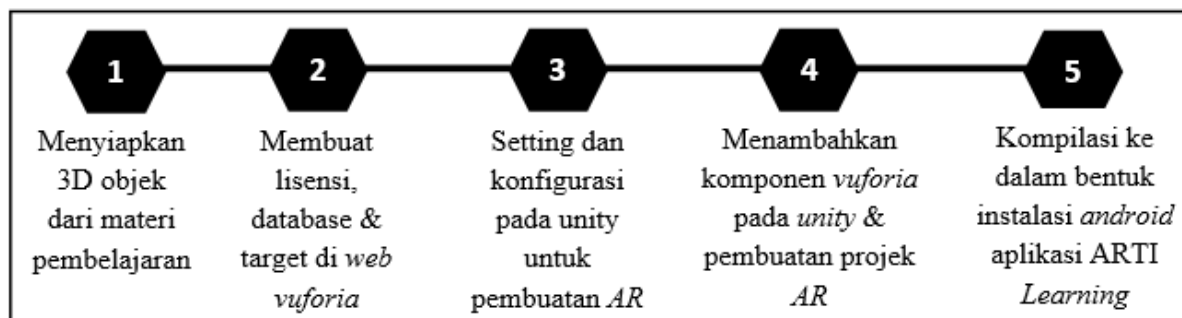 1
Menyiapkan
3D objek
dari materi
pembelajaran
2
Membuat
lisensi,
database &
target di web
vuforia
3
Setting dan
konfigurasi
pada unity
untuk
pembuatan AR
4
Menambahkan
komponen vuforia
pada unity &
pembuatan projek
AR
5
Kompilasi ke
dalam bentuk
instalasi android
aplikasi ARTI
Learning